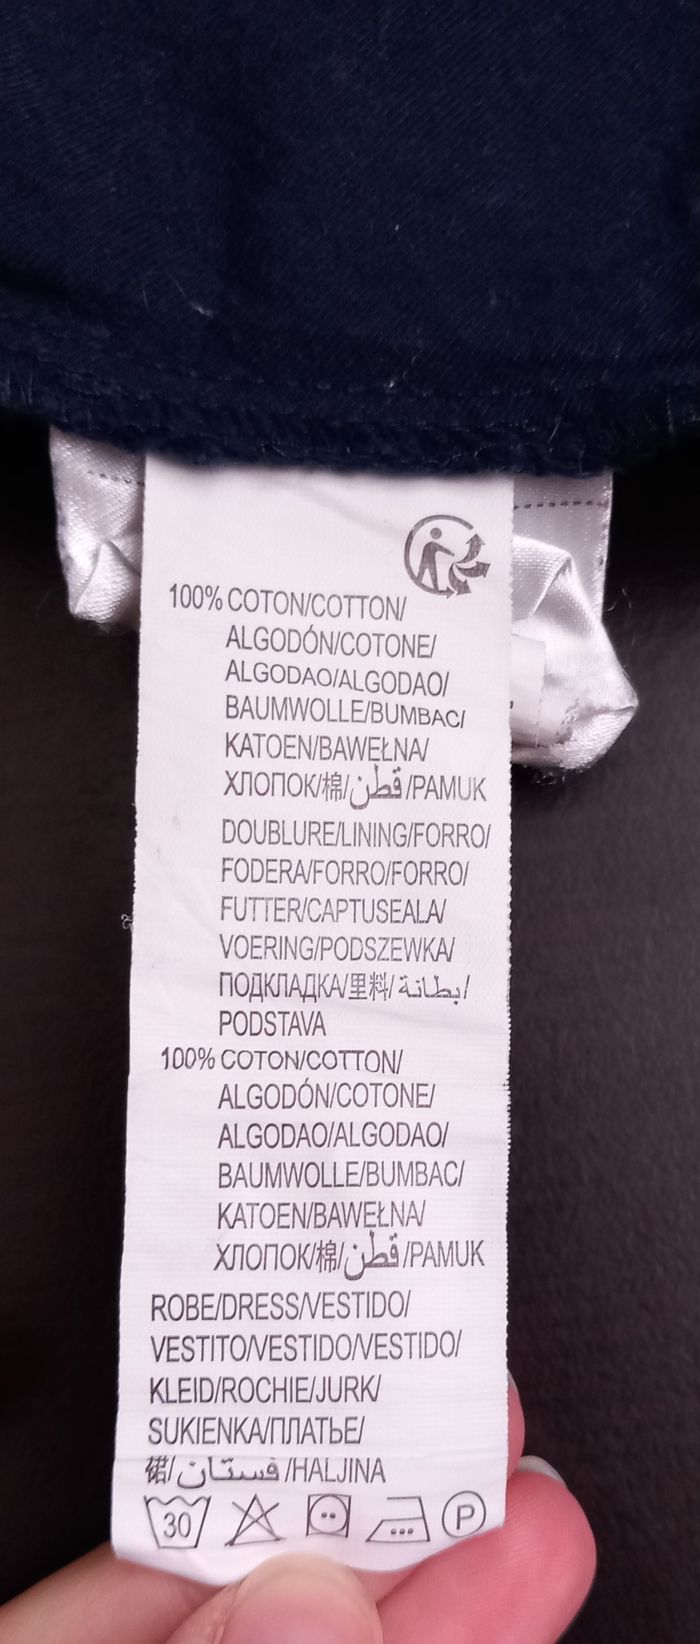 100% COTON/COTTON/
ALGODÓN/COTONE/
ALGODAO/ALGODAO/
BAUMWOLLE/BUMBAC/
KATOEN/BAWEŁNA/
ХЛОПОК/棉/قطن/PAMUK
DOUBLURE/LINING/FORRO/
FODERA/FORRO/FORRO/
FUTTER/CAPTUSEALA/
VOERING/PODSZEWKA/
ПОДКЛАДКА/里料/بطانة/
PODSTAVA
100% COTON/COTTON/
ALGODÓN/COTONE/
ALGODAO/ALGODAO/
BAUMWOLLE/BUMBAC/
KATOEN/BAWEŁNA/
ХЛОПОК/棉/قطن/PAMUK
ROBE/DRESS/VESTIDO/
VESTITO/VESTIDO/VESTIDO/
KLEID/ROCHIE/JURK/
SUKIENKA/ПЛАТЬЕ/
裙/فستان/HALJINA
30 P